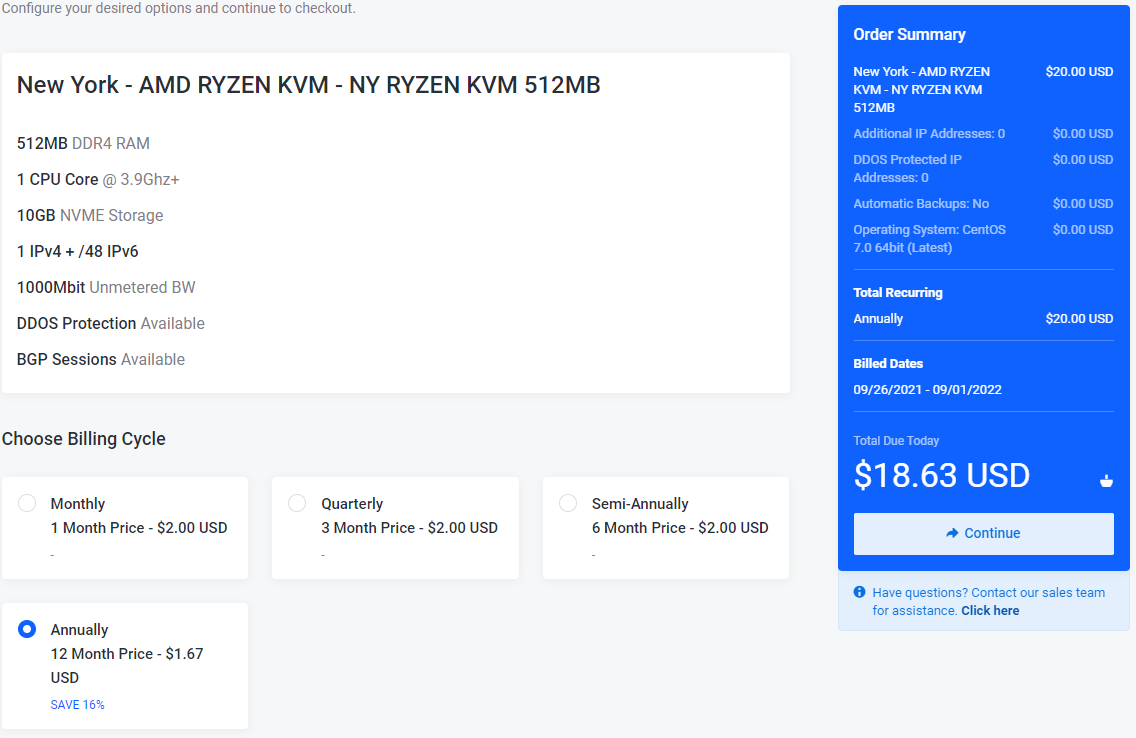 Configure your desired options and continue to checkout.
New York - AMD RYZEN KVM - NY RYZEN KVM 512MB
512MB DDR4 RAM
1 CPU Core @ 3.9Ghz+
10GB NVME Storage
1 IPv4 + /48 IPv6
1000Mbit Unmetered BW
DDOS Protection Available
BGP Sessions Available
Choose Billing Cycle
Monthly
1 Month Price - $2.00 USD
-
Quarterly
3 Month Price - $2.00 USD
-
Semi-Annually
6 Month Price - $2.00 USD
-
Annually
12 Month Price - $1.67
USD
SAVE 16%
Order Summary
New York - AMD RYZEN $20.00 USD
KVM - NY RYZEN KVM
512MB
Additional IP Addresses: 0 $0.00 USD
DDOS Protected IP $0.00 USD
Addresses: 0
Automatic Backups: No $0.00 USD
Operating System: CentOS $0.00 USD
7.0 64bit (Latest)
Total Recurring
Annually $20.00 USD
Billed Dates
09/26/2021 - 09/01/2022
Total Due Today
$18.63 USD
Continue
Have questions? Contact our sales team
for assistance. Click here